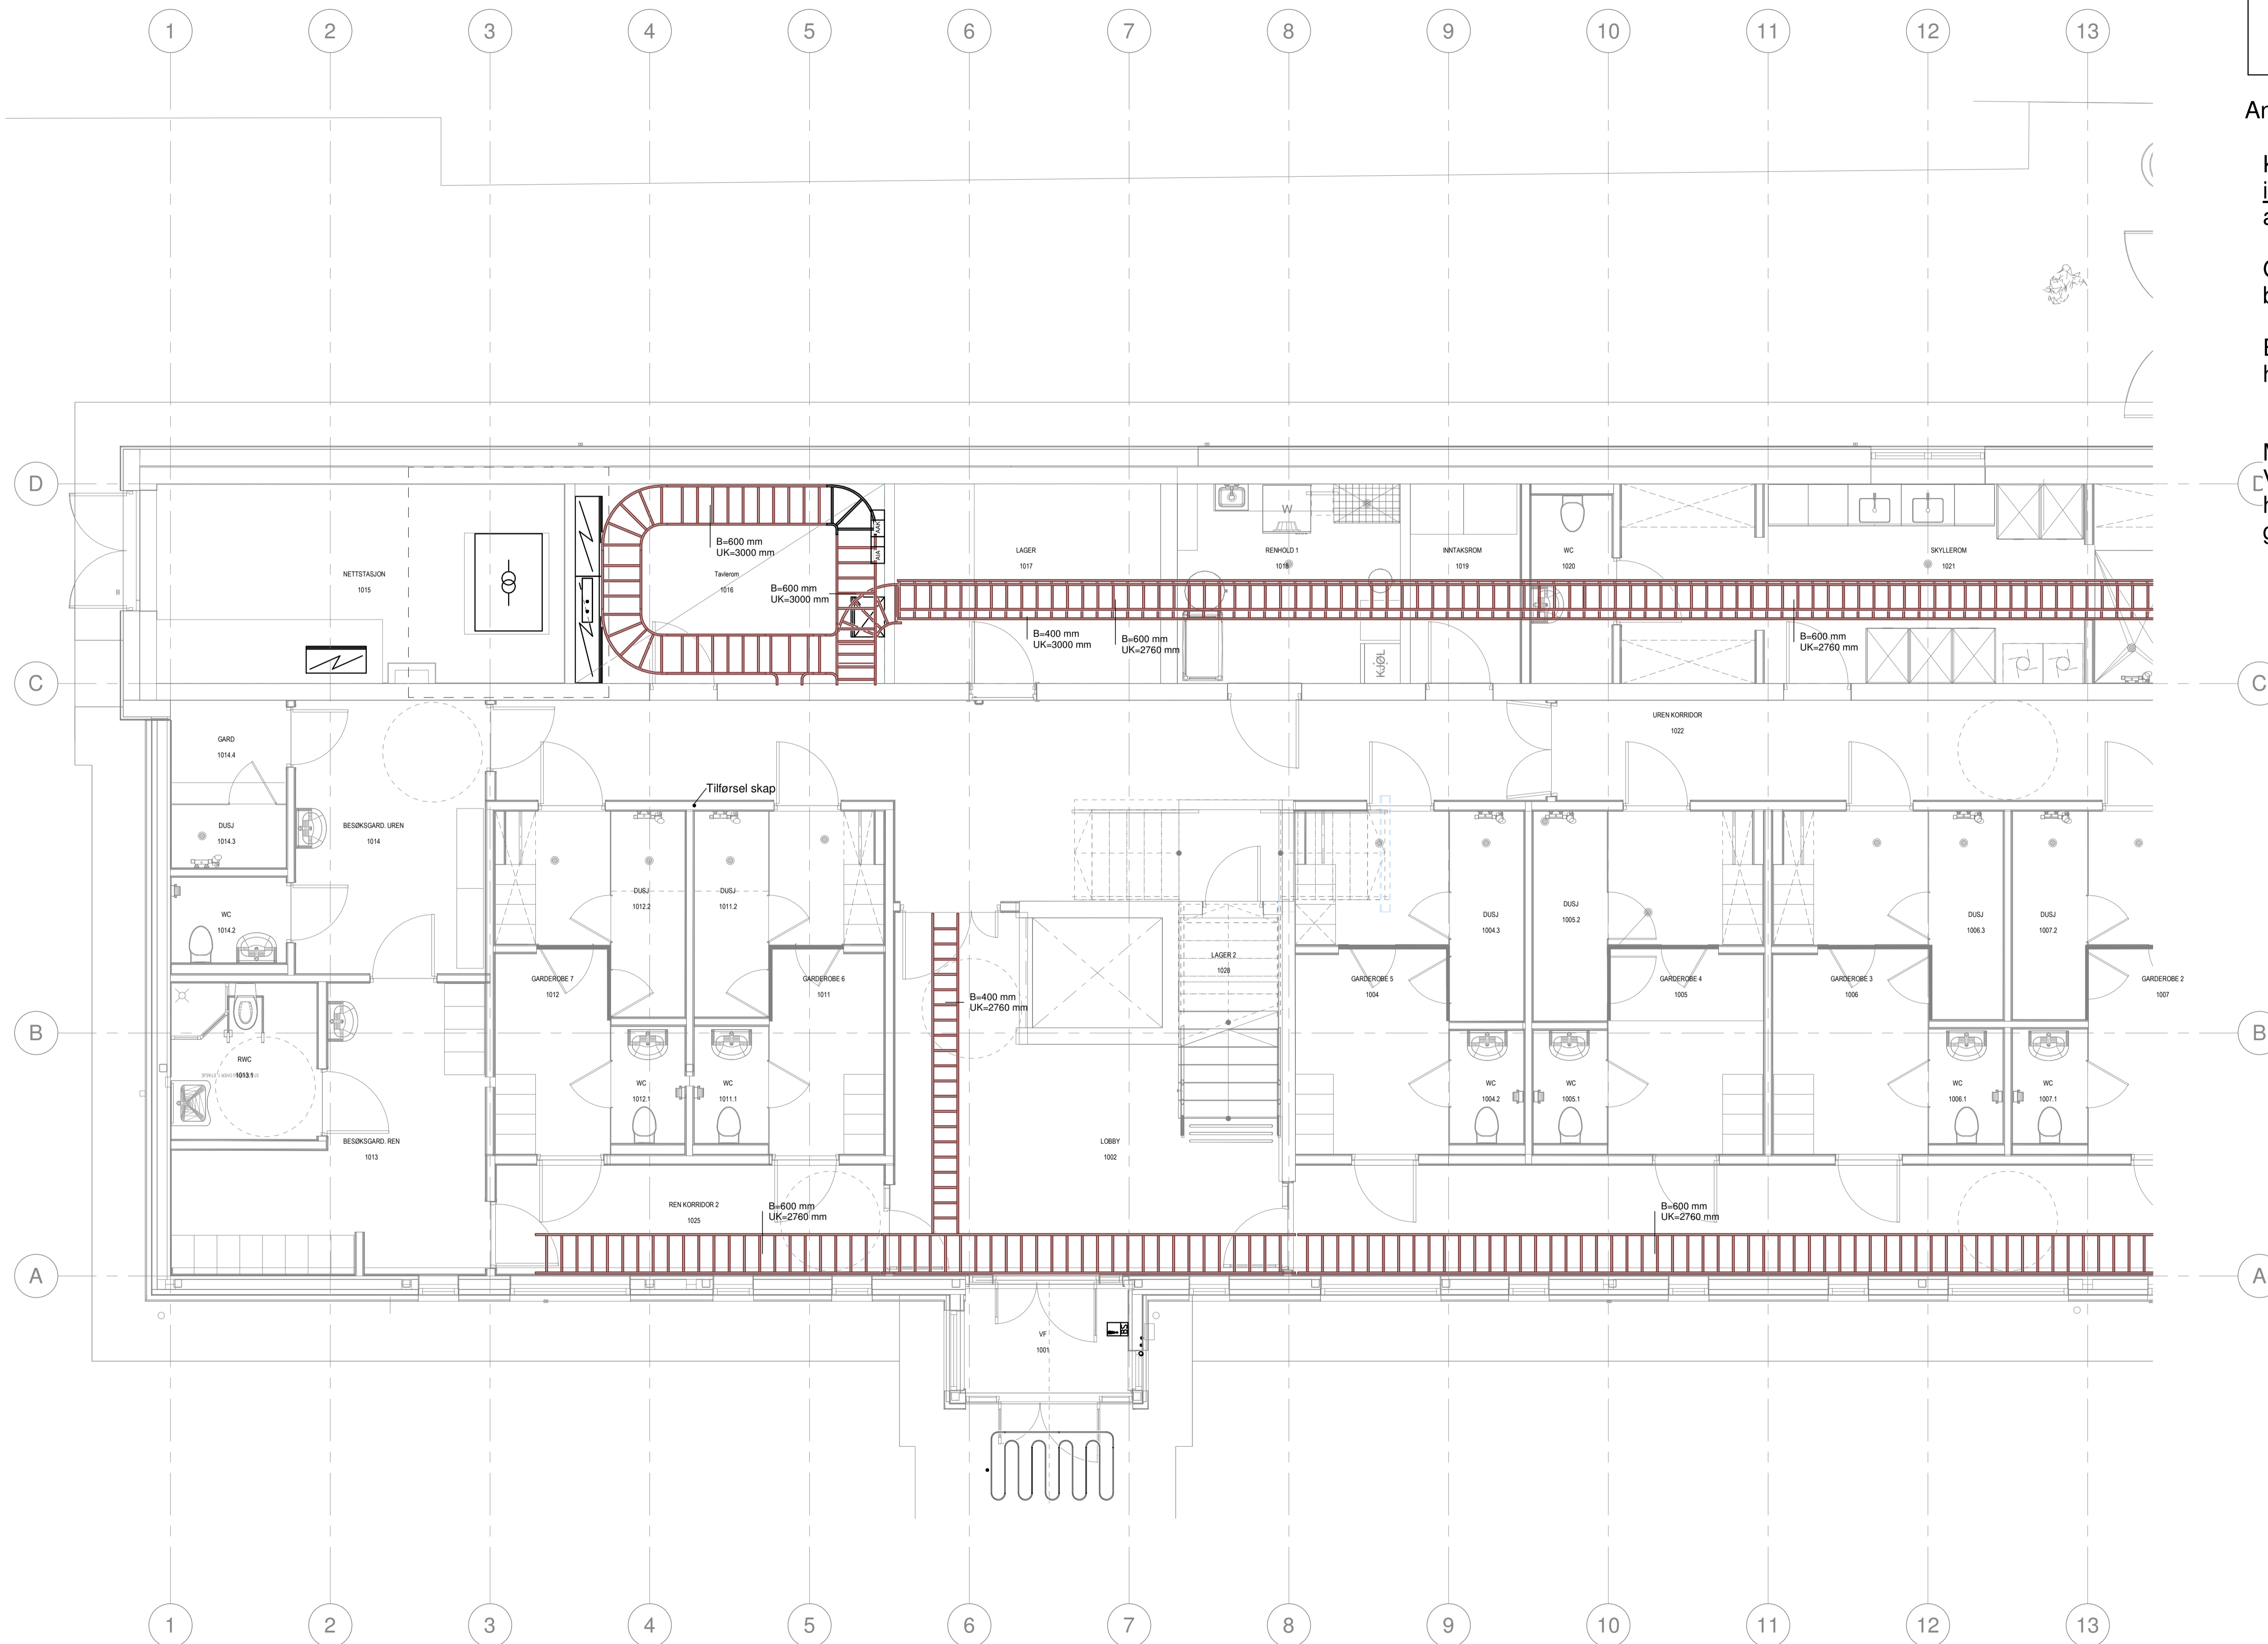 1 2 3 4 5 6 7 8 9 10 11 12 13
D
C
B
A
NETTSTASJON
1015
B=600 mm
UK=3000 mm
Tavlerom
1016
B=600 mm
UK=3000 mm
AAK
AIA
LAGER
1017
B=400 mm
UK=3000 mm
B=600 mm
UK=2760 mm
W
RENHOLD 1
1018
KJØL
INNTAKSROM
1019
WC
1020
SKYLLEROM
1021
B=600 mm
UK=2760 mm
UREN KORRIDOR
1022
GARD
1014.4
DUSJ
1014.3
BESØKSGARD. UREN
1014
WC
1014.2
Tilførsel skap
DUSJ
1012.2
DUSJ
1011.2
GARDEROBE 7
1012
GARDEROBE 6
1011
WC
1012.1
WC
1011.1
RWC
1013.1
BESØKSGARD. REN
1013
REN KORRIDOR 2
1025
B=600 mm
UK=2760 mm
B=400 mm
UK=2760 mm
LOBBY
1002
LAGER 2
1028
GARDEROBE 5
1004
DUSJ
1004.3
WC
1004.2
DUSJ
1005.2
WC
1005.1
GARDEROBE 4
1005
GARDEROBE 3
1006
DUSJ
1006.3
WC
1006.1
DUSJ
1007.2
WC
1007.1
GARDEROBE 2
1007
B=600 mm
UK=2760 mm
VF
1001
BS
D
C
B
A
1 2 3 4 5 6 7 8 9 10 11 12 13